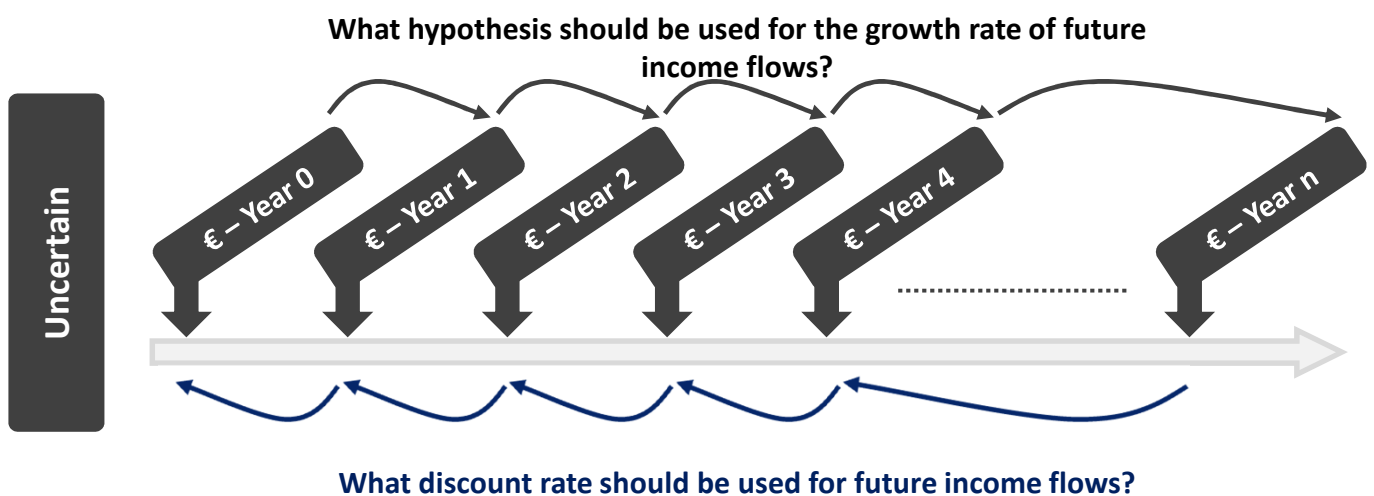 What hypothesis should be used for the growth rate of future
income flows?
Uncertain
€ – Year 0
€ – Year 1
€ – Year 2
€ – Year 3
€ – Year 4
€ – Year n
What discount rate should be used for future income flows?